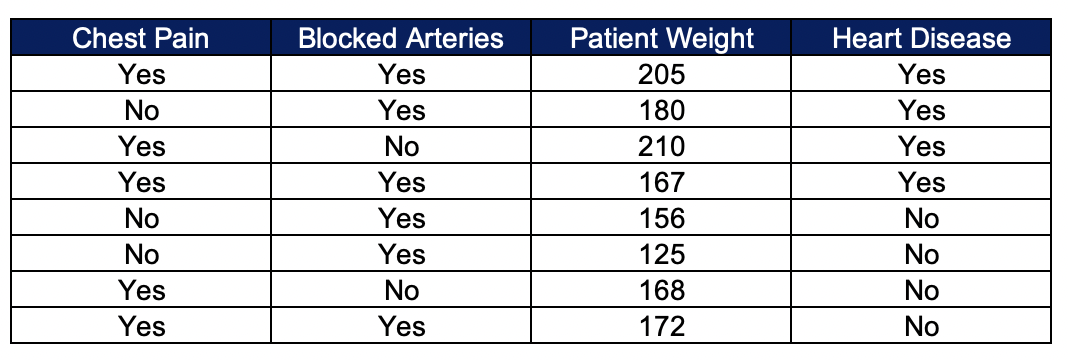 Chest Pain Blocked Arteries Patient Weight Heart Disease
Yes Yes 205 Yes
No Yes 180 Yes
Yes No 210 Yes
Yes Yes 167 Yes
No Yes 156 No
No Yes 125 No
Yes No 168 No
Yes Yes 172 No